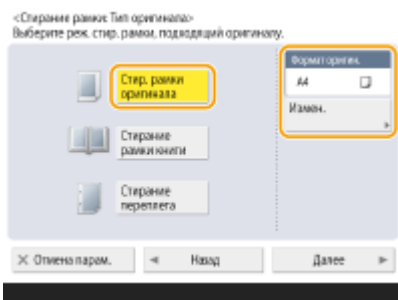 <Стирание рамки: Тип оригинала>
Выберите реж. стир. рамки, подходящий оригиналу.
Стир. рамки
оригинала
Формат оригин.
A4
Измен.
Стирание
рамки книги
Стирание
переплета
Отмена парам.
Назад
Далее